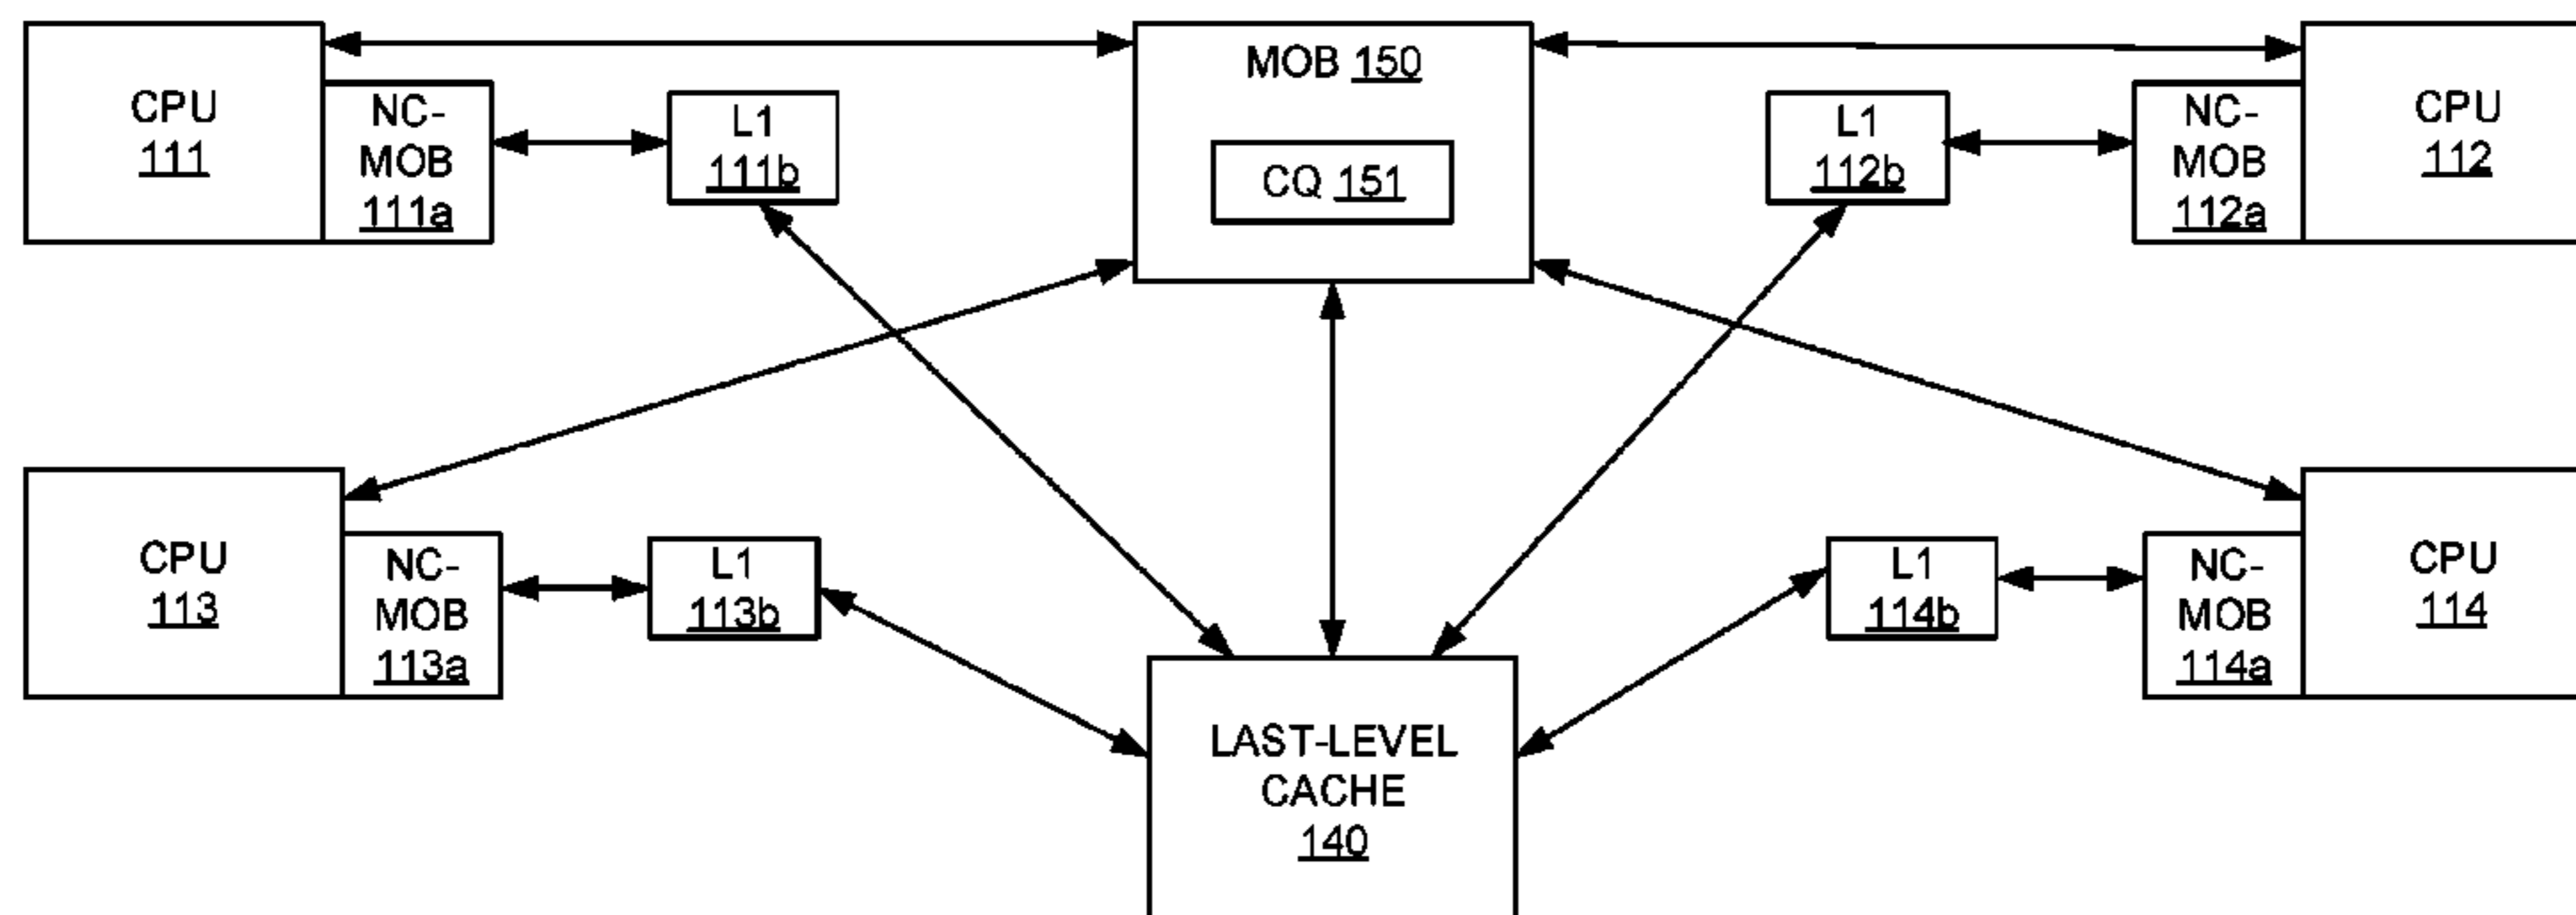 CPU
111
NC-
MOB
111a
L1
111b
MOB 150
CQ 151
L1
112b
NC-
MOB
112a
CPU
112
CPU
113
NC-
MOB
113a
L1
113b
L1
114b
NC-
MOB
114a
CPU
114
LAST-LEVEL
CACHE
140